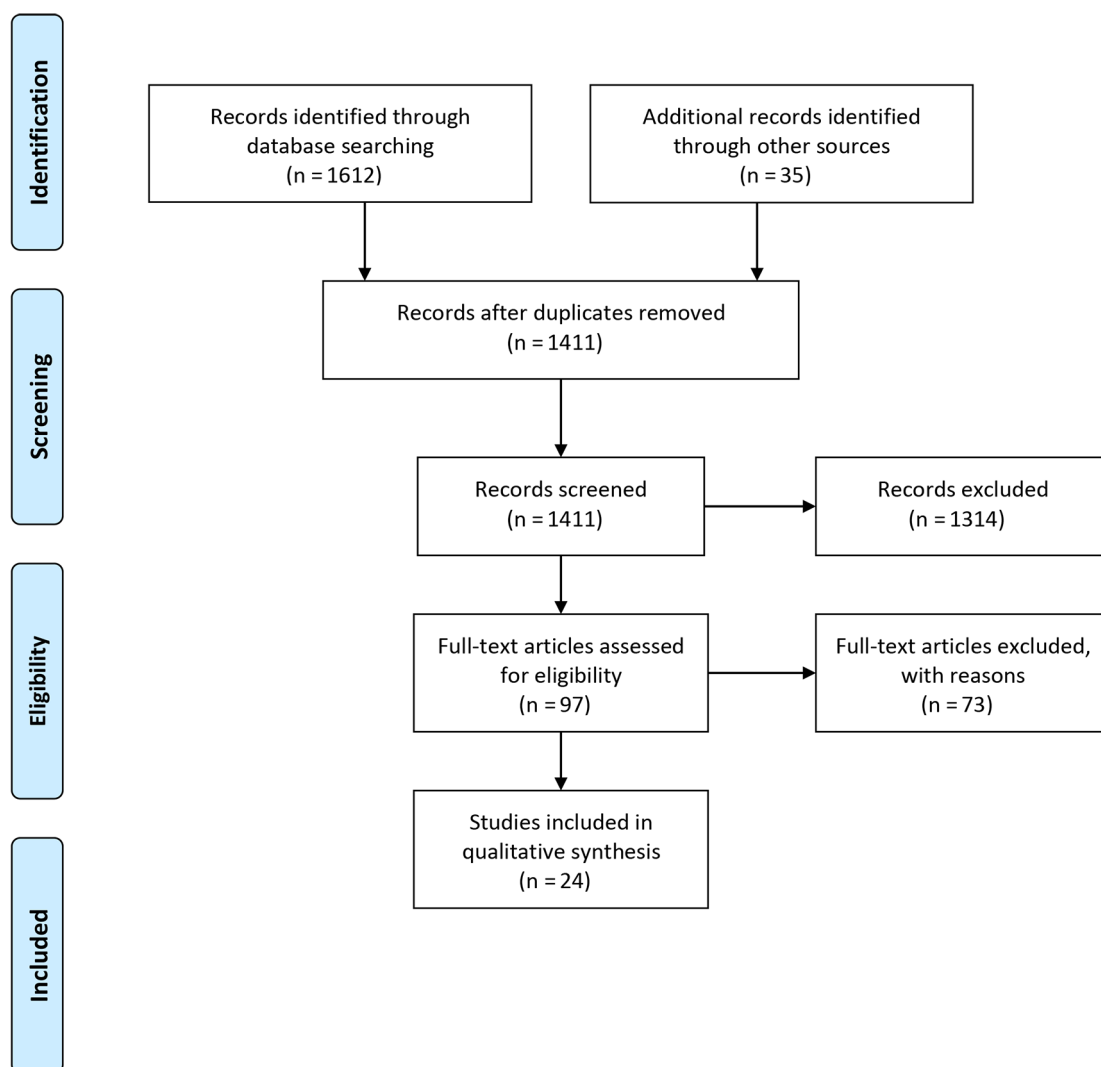 Identification
Records identified through
database searching
(n = 1612)
Additional records identified
through other sources
(n = 35)
Screening
Records after duplicates removed
(n = 1411)
Records screened
(n = 1411)
Records excluded
(n = 1314)
Eligibility
Full-text articles assessed
for eligibility
(n = 97)
Full-text articles excluded,
with reasons
(n = 73)
Included
Studies included in
qualitative synthesis
(n = 24)